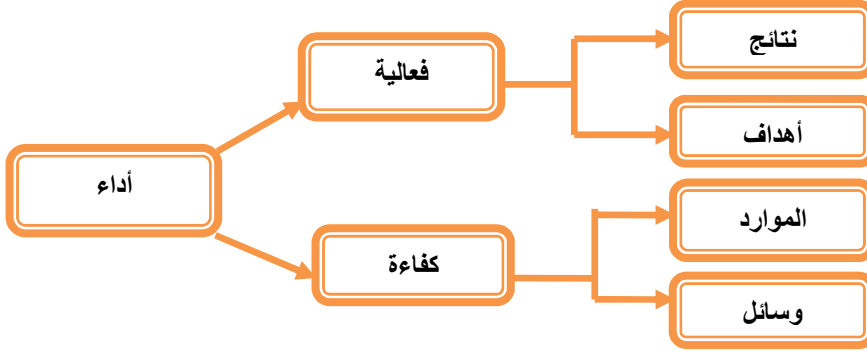 نتائج
فعالية
أهداف
أداء
الموارد
كفاءة
وسائل